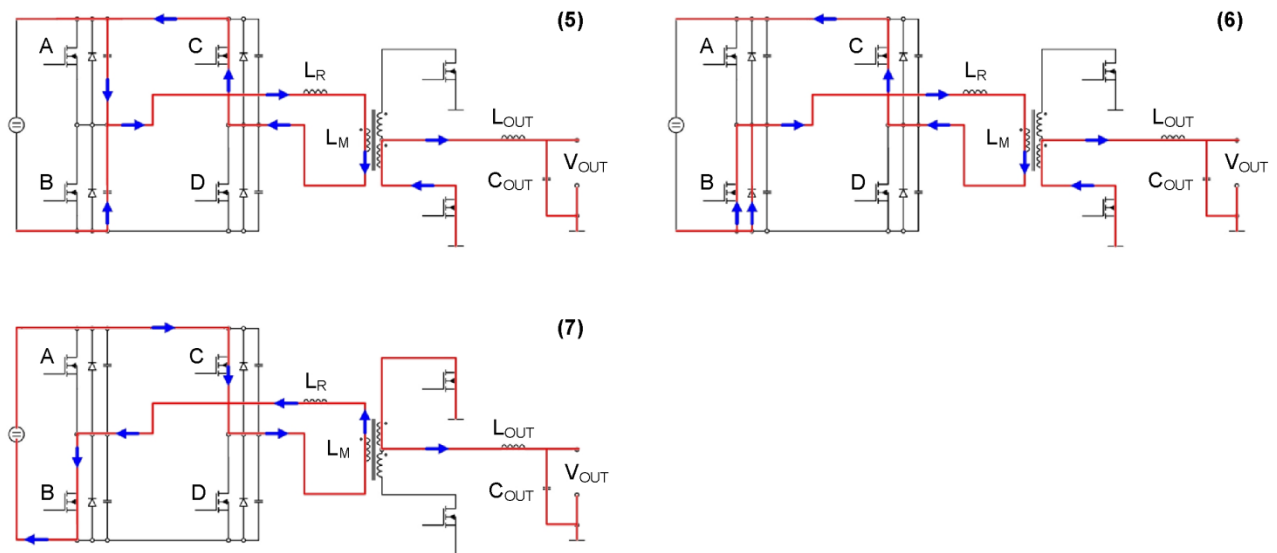 (5)
A
C
L_R
L_M
L_OUT
V_OUT
C_OUT
B
D
(6)
A
C
L_R
L_M
L_OUT
V_OUT
C_OUT
B
D
(7)
A
C
L_R
L_M
L_OUT
V_OUT
C_OUT
B
D